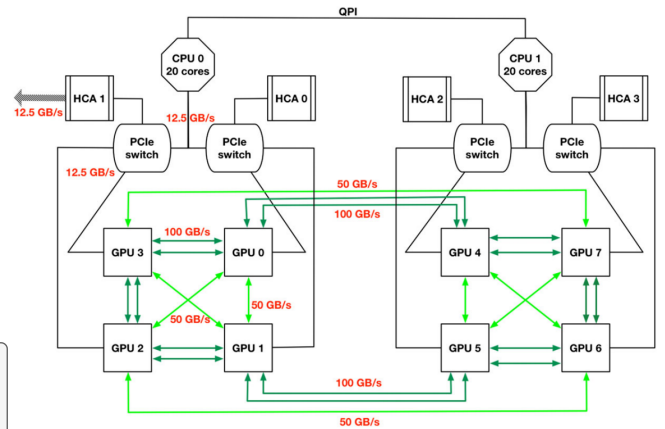 QPI
CPU 0
20 cores
CPU 1
20 cores
HCA 1
HCA 0
HCA 2
HCA 3
12.5 GB/s
12.5 GB/s
PCIe
switch
PCIe
switch
PCIe
switch
PCIe
switch
12.5 GB/s
50 GB/s
100 GB/s
100 GB/s
GPU 3
GPU 0
GPU 4
GPU 7
50 GB/s
50 GB/s
GPU 2
GPU 1
GPU 5
GPU 6
100 GB/s
50 GB/s